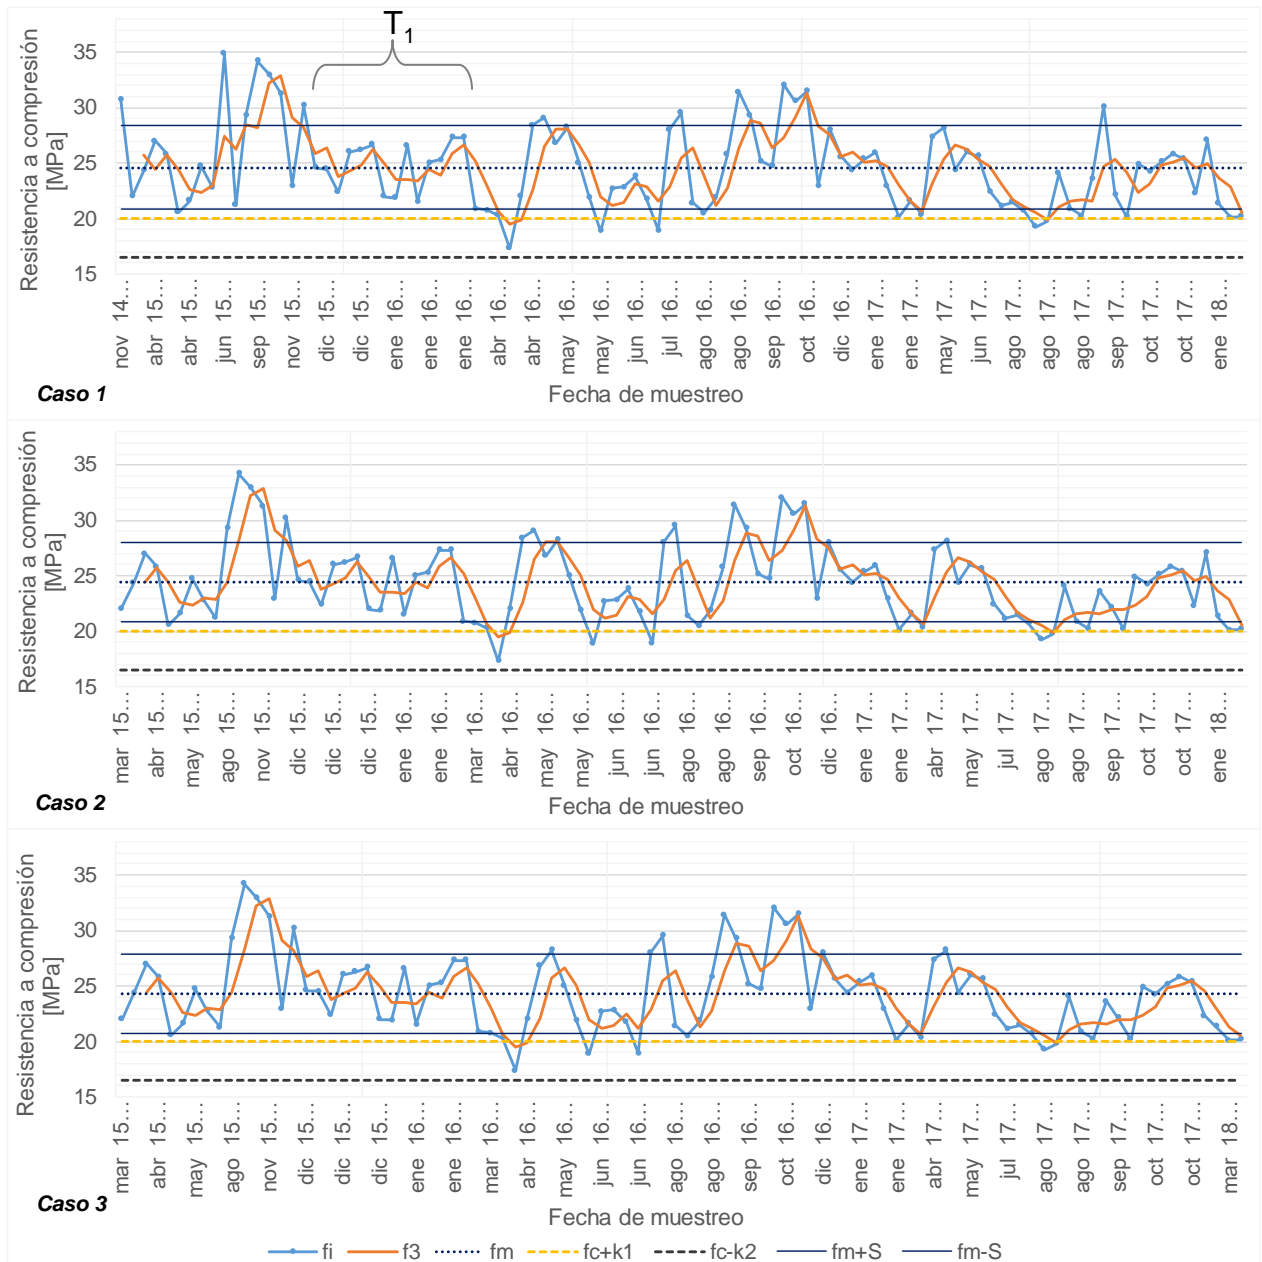 T1
Resistencia a compresión
[MPa]
35
30
25
20
15
nov 14…
abr 15…
abr 15…
jun 15…
sep 15…
nov 15…
dic 15…
dic 15…
ene 16…
ene 16…
mar 16…
abr 16…
abr 16…
may 16…
jun 16…
jul 16…
ago 16…
ago 16…
sep 16…
oct 16…
dic 16…
ene 17…
ene 17…
abr 17…
may 17…
jul 17…
ago 17…
ago 17…
sep 17…
oct 17…
oct 17…
ene 18…
Caso 1
Fecha de muestreo
Resistencia a compresión
[MPa]
35
30
25
20
15
mar 15…
abr 15…
may 15…
ago 15…
nov 15…
dic 15…
dic 15…
ene 16…
ene 16…
mar 16…
abr 16…
may 16…
may 16…
jun 16…
jun 16…
ago 16…
ago 16…
sep 16…
oct 16…
dic 16…
ene 17…
ene 17…
abr 17…
may 17…
jul 17…
ago 17…
ago 17…
sep 17…
oct 17…
oct 17…
ene 18…
Caso 2
Fecha de muestreo
Resistencia a compresión
[MPa]
35
30
25
20
15
mar 15…
abr 15…
may 15…
ago 15…
nov 15…
dic 15…
dic 15…
ene 16…
ene 16…
mar 16…
abr 16…
may 16…
jun 16…
jun 16…
ago 16…
ago 16…
sep 16…
oct 16…
dic 16…
ene 17…
ene 17…
abr 17…
may 17…
jul 17…
ago 17…
ago 17…
sep 17…
oct 17…
oct 17…
mar 18…
Caso 3
Fecha de muestreo
fi f3 fm fc+k1 fc-k2 fm+S fm-S